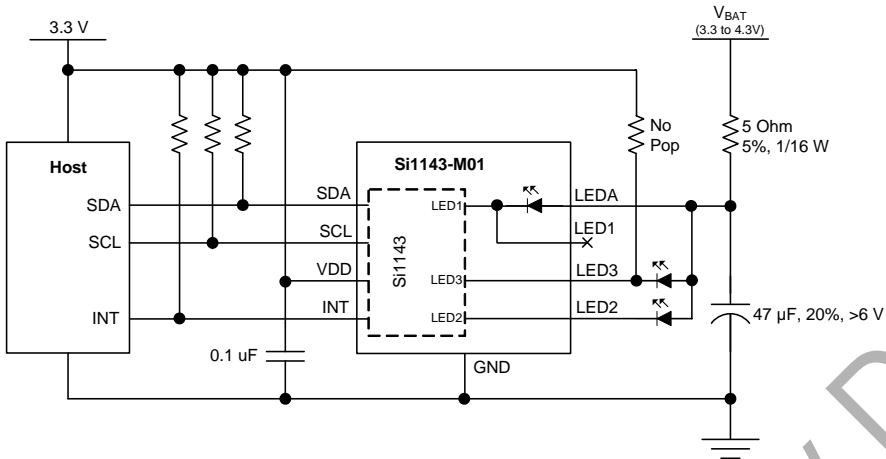 3.3 V
VBAT
(3.3 to 4.3V)
No
Pop
5 Ohm
5%, 1/16 W
Host
Si1143-M01
SDA
SDA
LED1
LEDA
SCL
SCL
LED1
VDD
Si1143
LED3
LED3
INT
INT
LED2
LED2
47 µF, 20%, >6 V
0.1 uF
GND